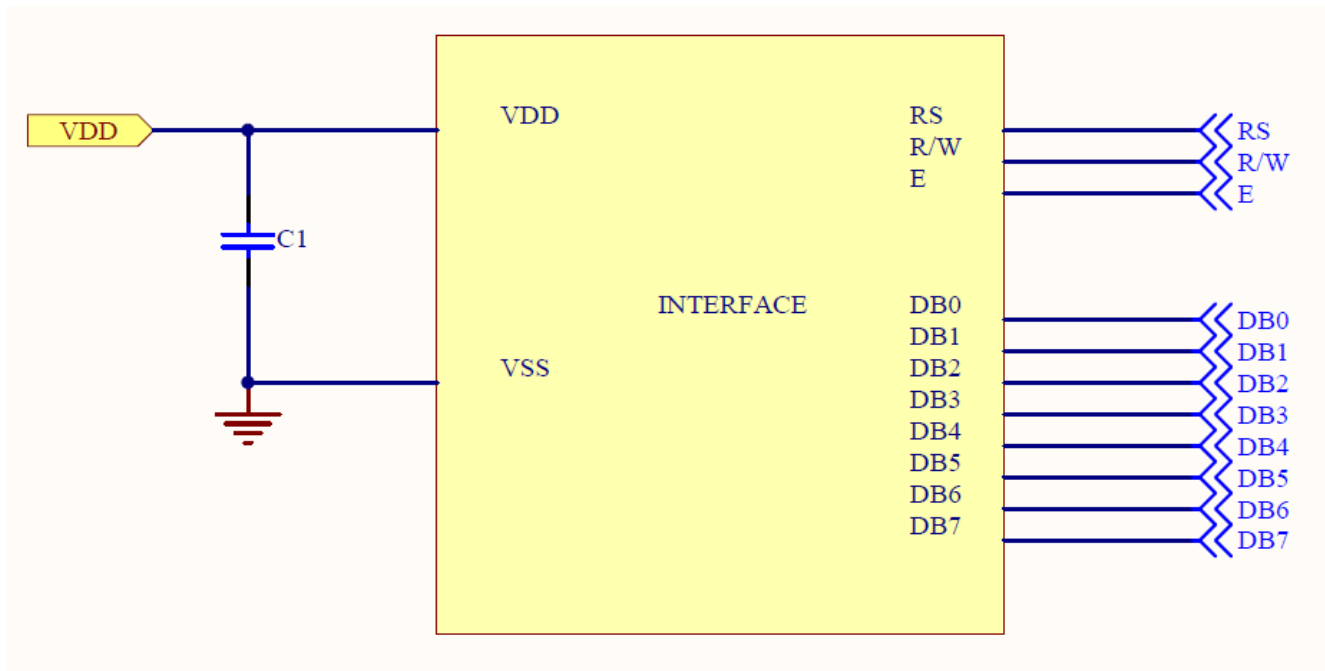 VDD
C1
VDD
VSS
INTERFACE
RS
R/W
E
DB0
DB1
DB2
DB3
DB4
DB5
DB6
DB7
RS
R/W
E
DB0
DB1
DB2
DB3
DB4
DB5
DB6
DB7